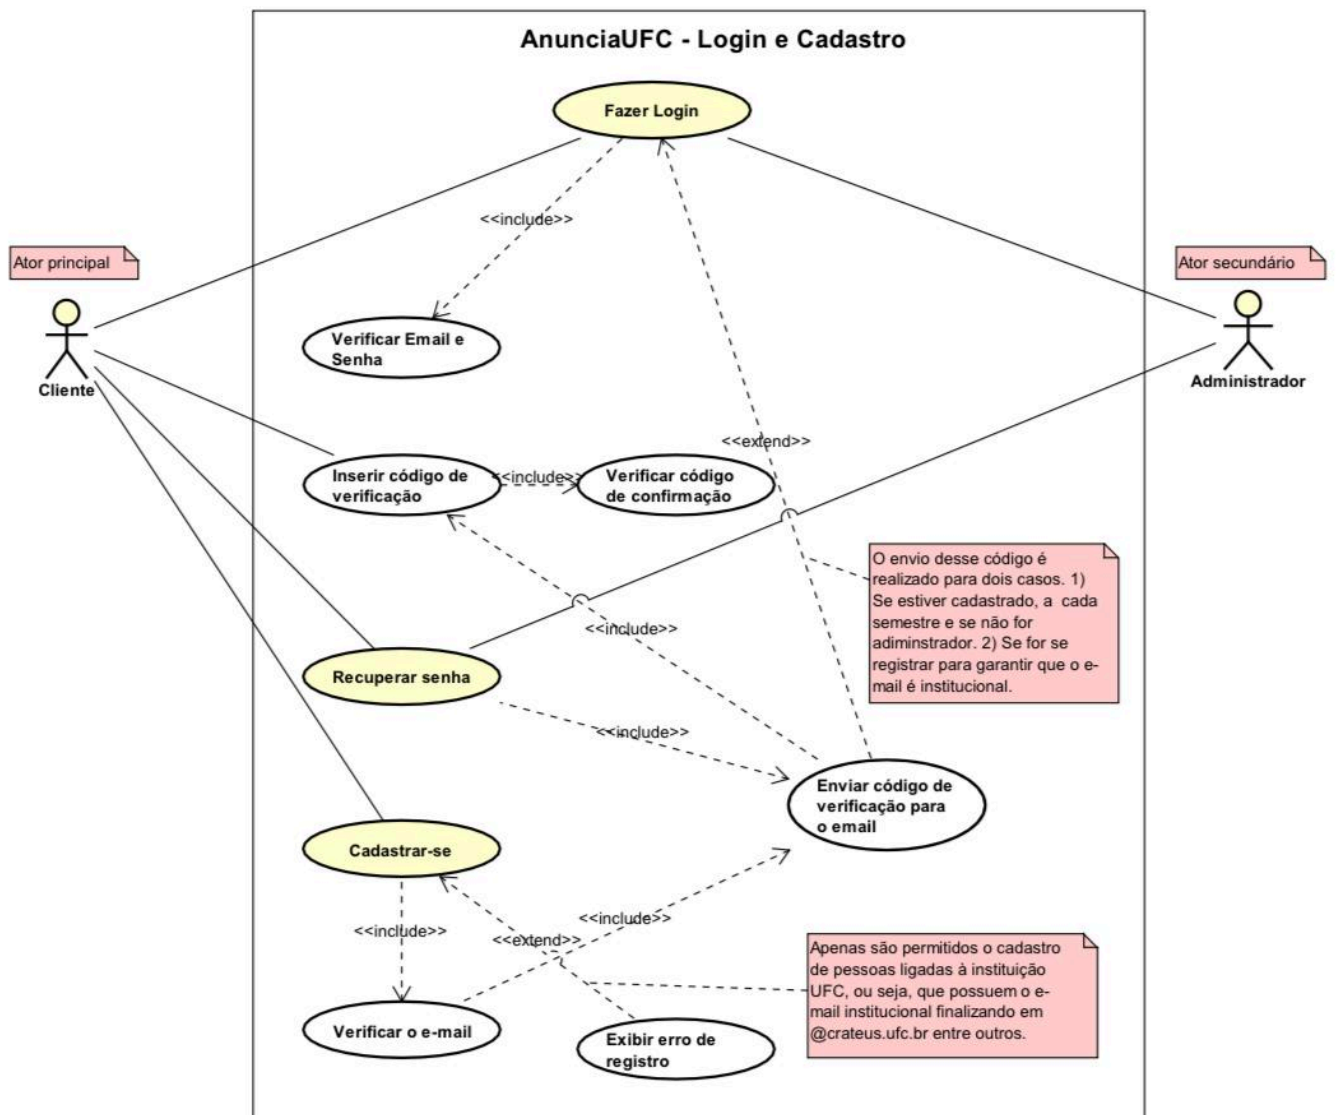 AnunciaUFC - Login e Cadastro
Fazer Login
<<include>>
Ator principal
Ator secundário
Verificar Email e
Senha
Cliente
Administrador
<<extend>>
Inserir código de
verificação
<<include>>
Verificar código
de confirmação
O envio desse código é
realizado para dois casos. 1)
Se estiver cadastrado, a cada
semestre e se não for
adiminstrador. 2) Se for se
registrar para garantir que o e-
mail é institucional.
<<include>>
Recuperar senha
<<include>>
Enviar código de
verificação para
o email
Cadastrar-se
<<include>>
<<include>>
<<extend>>
Apenas são permitidos o cadastro
de pessoas ligadas à instituição
UFC, ou seja, que possuem o e-
mail institucional finalizando em
@crateus.ufc.br entre outros.
Verificar o e-mail
Exibir erro de
registro